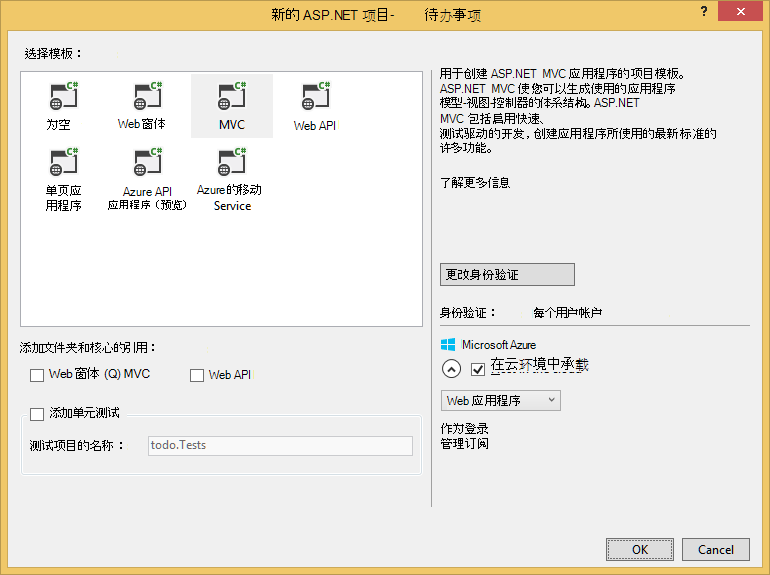 新的 ASP.NET 项目- 待办事项
?
选择模板：
为空
Web窗体
MVC
Web API
单页应
用程序
Azure API
应用程序（预览）
Azure的移动
Service
添加文件夹和核心的引用：
Web窗体 (Q) MVC
Web API
添加单元测试
测试项目的名称：
todo.Tests
用于创建 ASP.NET MVC 应用程序的项目模板。
ASP.NET MVC 使您可以生成使用的应用程序
模型-视图-控制器的体系结构。ASP.NET
MVC 包括启用快速、
测试驱动的开发，创建应用程序所使用的最新标准的
许多功能。
了解更多信息
更改身份验证
身份验证： 每个用户帐户
Microsoft Azure
在云环境中承载
Web 应用程序
作为登录
管理订阅
OK
Cancel